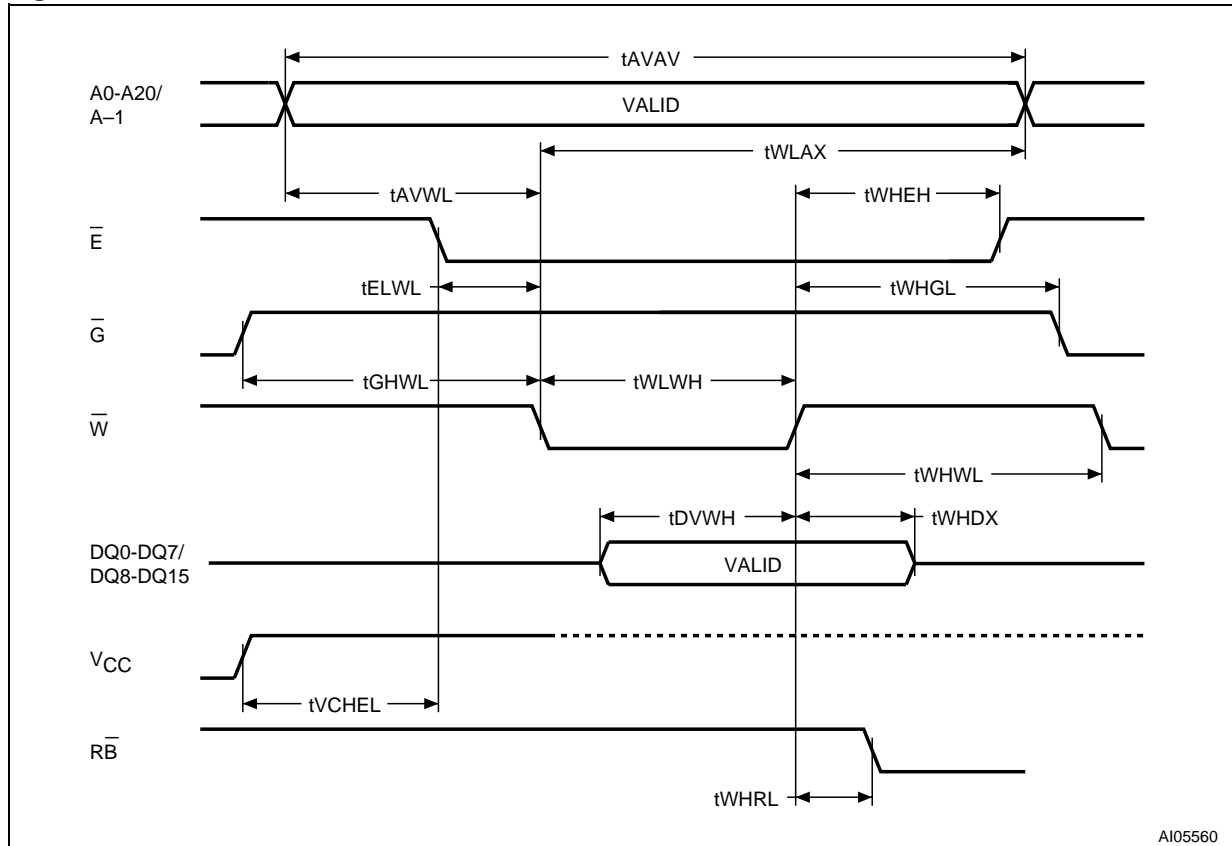 tAVAV
A0-A20/
A–1
VALID
tWLAX
tAVWL
tWHEH
E̅
tELWL
tWHGL
G̅
tGHWL
tWLWH
W̅
tWHWL
tDVWH
tWHDX
DQ0-DQ7/
DQ8-DQ15
VALID
VCC
tVCHEL
RB̅
tWHRL
AI05560